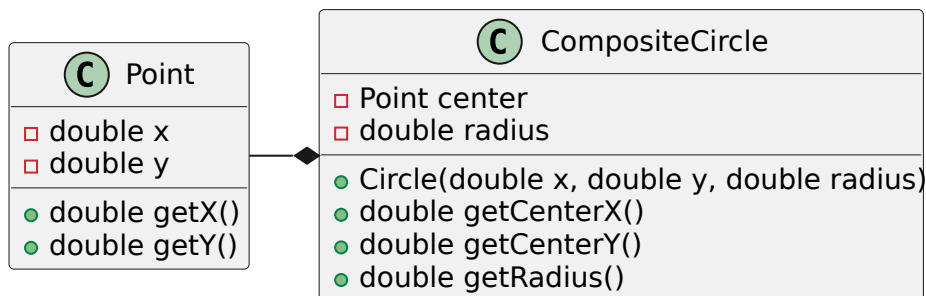 C Point
double x
double y
double getX()
double getY()
C CompositeCircle
Point center
double radius
Circle(double x, double y, double radius)
double getCenterX()
double getCenterY()
double getRadius()